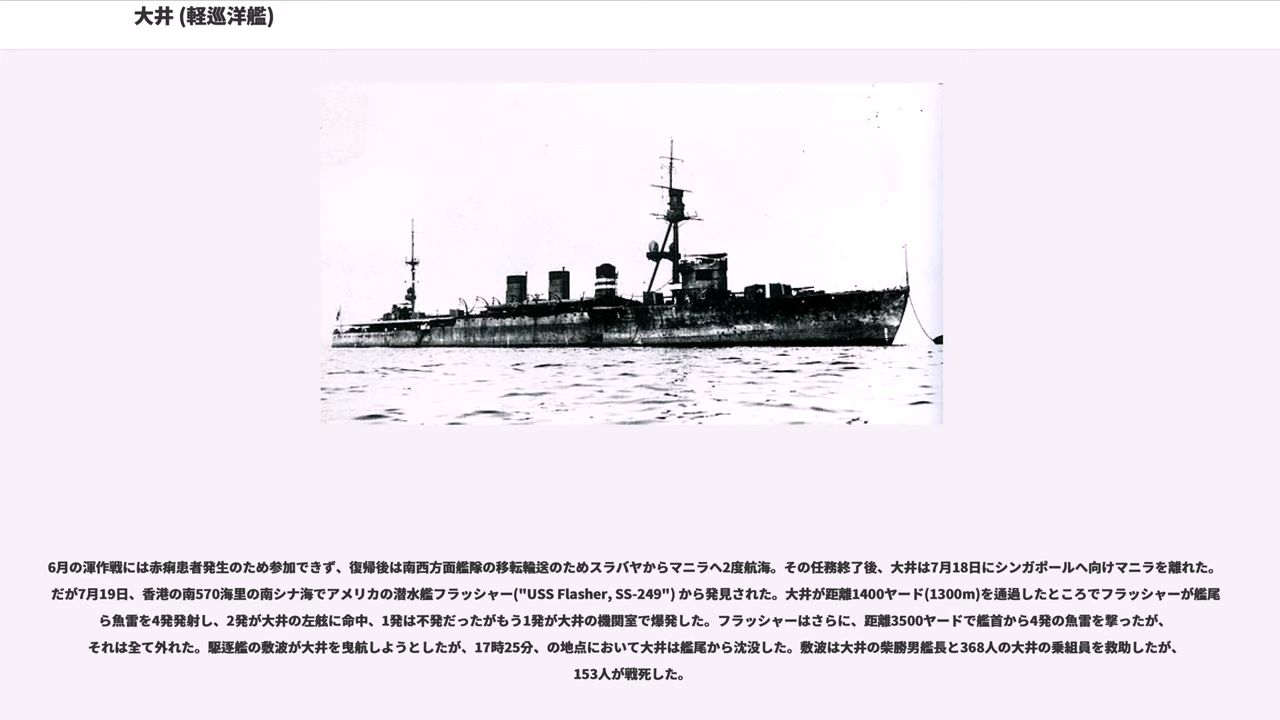 大井 (軽巡洋艦)
6月の渾作戦には赤痢患者発生のため参加できず、復帰後は南西方面艦隊の移転輸送のためスラバヤからマニラへ2度航海。その任務終了後、大井は7月18日にシンガポールへ向けマニラを離れた。
だが7月19日、香港の南570海里の南シナ海でアメリカの潜水艦フラッシャー("USS Flasher, SS-249") から発見された。大井が距離1400ヤード(1300m)を通過したところでフラッシャーが艦尾
ら魚雷を4発発射し、2発が大井の左舷に命中、1発は不発だったがもう1発が大井の機関室で爆発した。フラッシャーはさらに、距離3500ヤードで艦首から4発の魚雷を撃ったが、
それは全て外れた。駆逐艦の敷波が大井を曳航しようとしたが、17時25分、の地点において大井は艦尾から沈没した。敷波は大井の柴勝男艦長と368人の大井の乗組員を救助したが、
153人が戦死した。